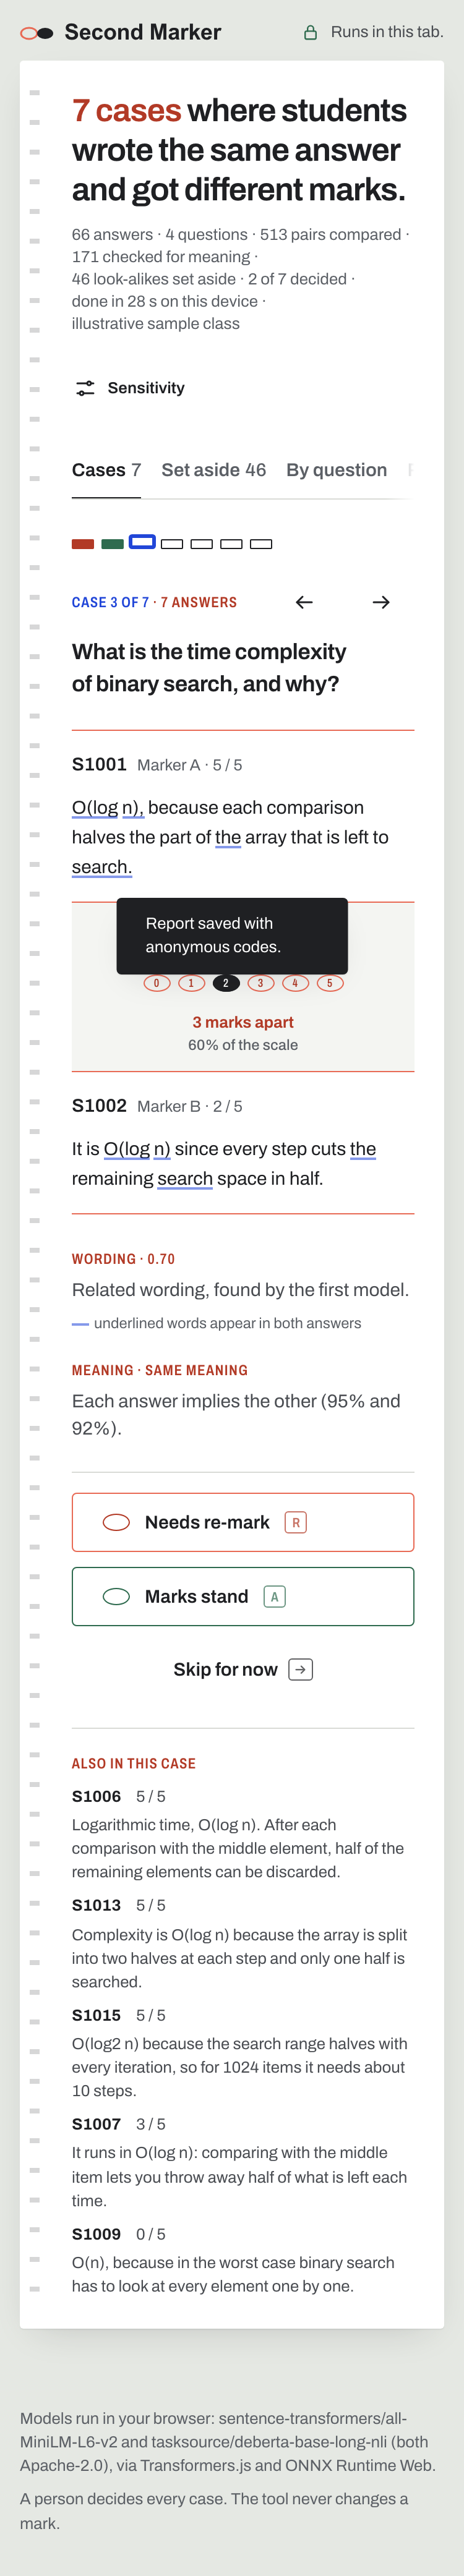 Second Marker
Runs in this tab.
7 cases where students
wrote the same answer
and got different marks.
66 answers · 4 questions · 513 pairs compared ·
171 checked for meaning ·
46 look-alikes set aside · 2 of 7 decided ·
done in 28 s on this device ·
illustrative sample class
Sensitivity
Cases 7 Set aside 46 By question
CASE 3 OF 7 · 7 ANSWERS
What is the time complexity
of binary search, and why?
S1001 Marker A · 5 / 5
O(log n), because each comparison
halves the part of the array that is left to
search.
Report saved with
anonymous codes.
0 1 2 3 4 5
3 marks apart
60% of the scale
S1002 Marker B · 2 / 5
It is O(log n) since every step cuts the
remaining search space in half.
WORDING · 0.70
Related wording, found by the first model.
underlined words appear in both answers
MEANING · SAME MEANING
Each answer implies the other (95% and
92%).
Needs re-mark R
Marks stand A
Skip for now →
ALSO IN THIS CASE
S1006 5 / 5
Logarithmic time, O(log n). After each
comparison with the middle element, half of the
remaining elements can be discarded.
S1013 5 / 5
Complexity is O(log n) because the array is split
into two halves at each step and only one half is
searched.
S1015 5 / 5
O(log2 n) because the search range halves with
every iteration, so for 1024 items it needs about
10 steps.
S1007 3 / 5
It runs in O(log n): comparing with the middle
item lets you throw away half of what is left each
time.
S1009 0 / 5
O(n), because in the worst case binary search
has to look at every element one by one.
Models run in your browser: sentence-transformers/all-
MiniLM-L6-v2 and tasksource/deberta-base-long-nli (both
Apache-2.0), via Transformers.js and ONNX Runtime Web.
A person decides every case. The tool never changes a
mark.